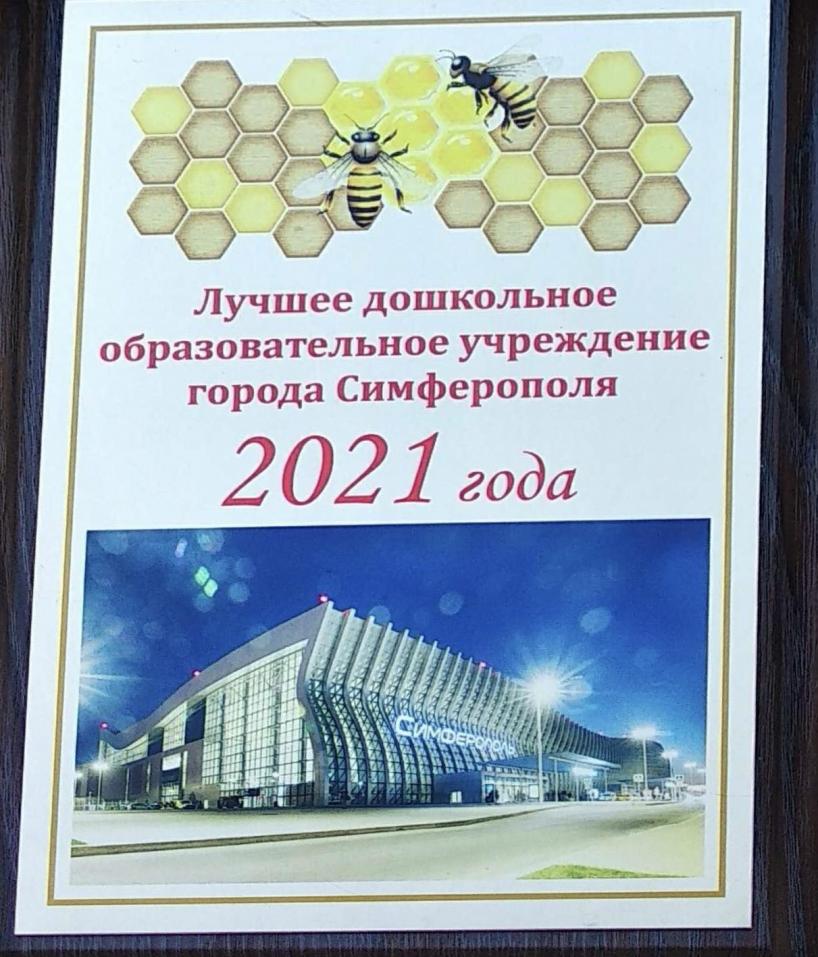 Лучшее дошкольное
образовательное учреждение
города Симферополя
2021 года
Симферополь